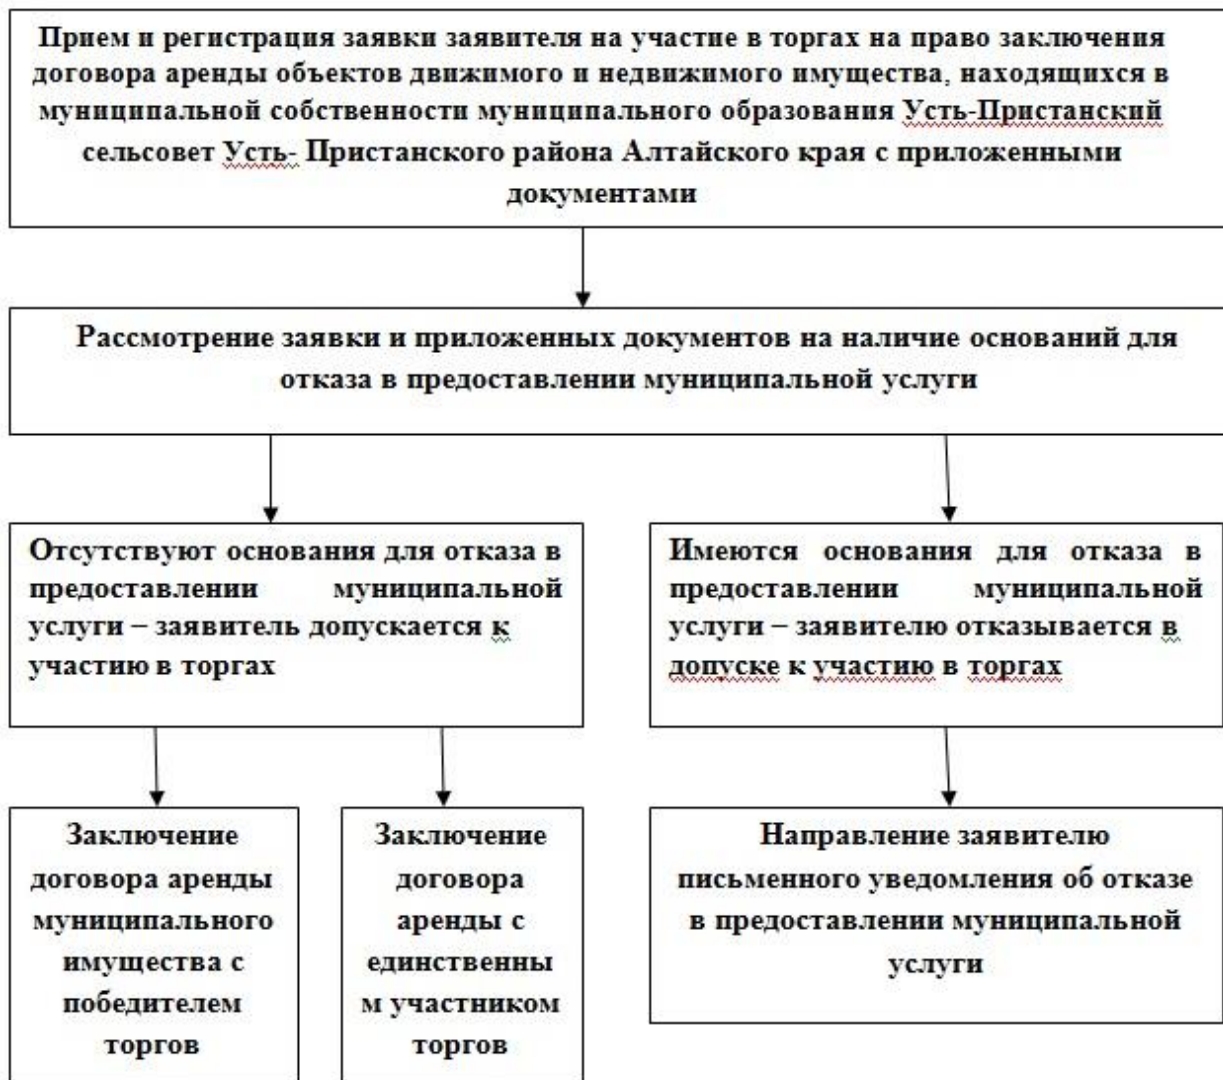 Прием и регистрация заявки заявителя на участие в торгах на право заключения
договора аренды объектов движимого и недвижимого имущества, находящихся в
муниципальной собственности муниципального образования Усть-Пристанский
сельсовет Усть- Пристанского района Алтайского края с приложенными
документами
Рассмотрение заявки и приложенных документов на наличие оснований для
отказа в предоставлении муниципальной услуги
Отсутствуют основания для отказа в
предоставлении муниципальной
услуги – заявитель допускается к
участию в торгах
Имеются основания для отказа в
предоставлении муниципальной
услуги – заявителю отказывается в
допуске к участию в торгах
Заключение
договора аренды
муниципального
имущества с
победителем
торгов
Заключение
договора
аренды с
единственны
м участником
торгов
Направление заявителю
письменного уведомления об отказе
в предоставлении муниципальной
услуги